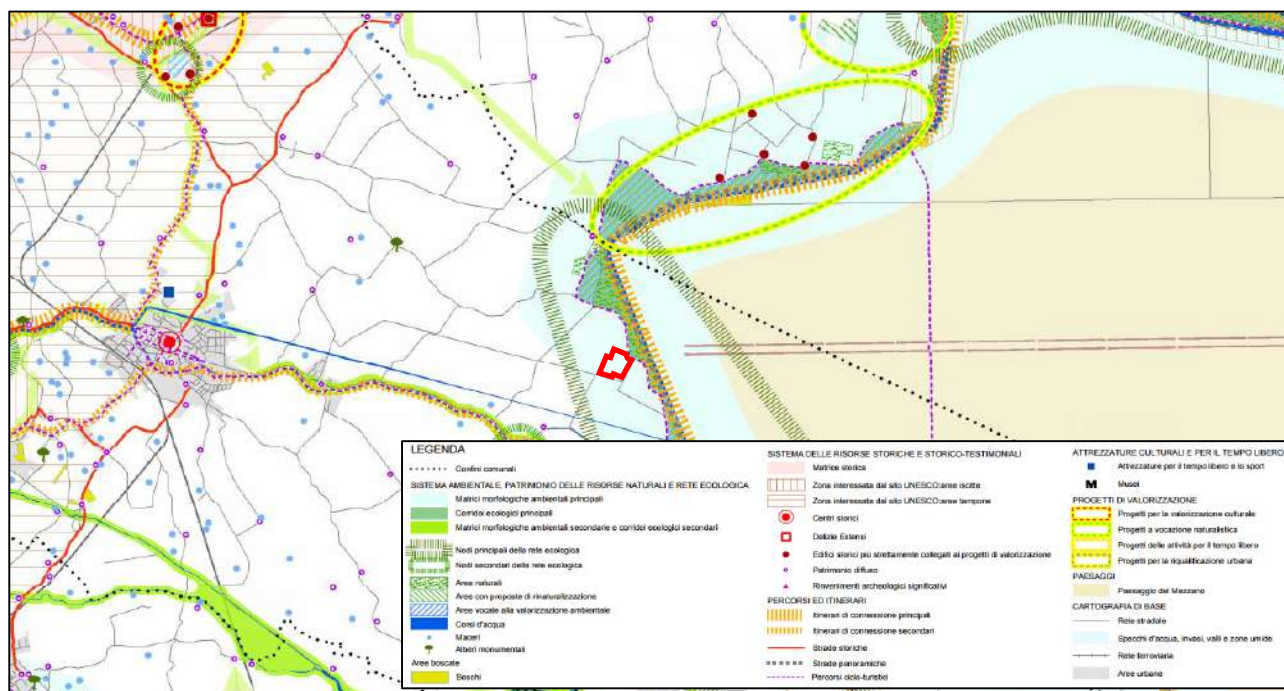 LEGENDA
Confini comunali
SISTEMA AMBIENTALE, PATRIMONIO DELLE RISORSE NATURALI E RETE ECOLOGICA
Matrici morfologiche ambientali principali
Corridoi ecologici principali
Matrici morfologiche ambientali secondarie e corridoi ecologici secondari
Nodi principali della rete ecologica
Nodi secondari della rete ecologica
Aree naturali
Aree con proposte di rinaturalizzazione
Aree vocate alla valorizzazione ambientale
Corsi d'acqua
Maceri
Alberi monumentali
Aree boscate
Boschi
SISTEMA DELLE RISORSE STORICHE E STORICO-TESTIMONIALI
Matrice storica
Zona interessata dal sito UNESCO:aree iscitte
Zona interessata dal sito UNESCO:aree tampone
Centri storici
Delizie Estensi
Edifici storici più strettamente collegati ai progetti di valorizzazione
Patrimonio diffuso
Rinvenimenti archeologici significativi
PERCORSI ED ITINERARI
Itinerari di connessione principali
Itinerari di connessione secondari
Strade storiche
Strade panoramiche
Percorsi ciclo-turistici
ATTREZZATURE CULTURALI E PER IL TEMPO LIBERO
Attrezzature per il tempo libero e lo sport
M Musei
PROGETTI DI VALORIZZAZIONE
Progetti per la valorizzazione culturale
Progetti a vocazione naturalistica
Progetti delle attività per il tempo libero
Progetti per la riqualificazione urbana
PAESAGGI
Paesaggio del Mezzano
CARTOGRAFIA DI BASE
Rete stradale
Specchi d'acqua, invasi, valli e zone umide
Rete ferroviaria
Aree urbane